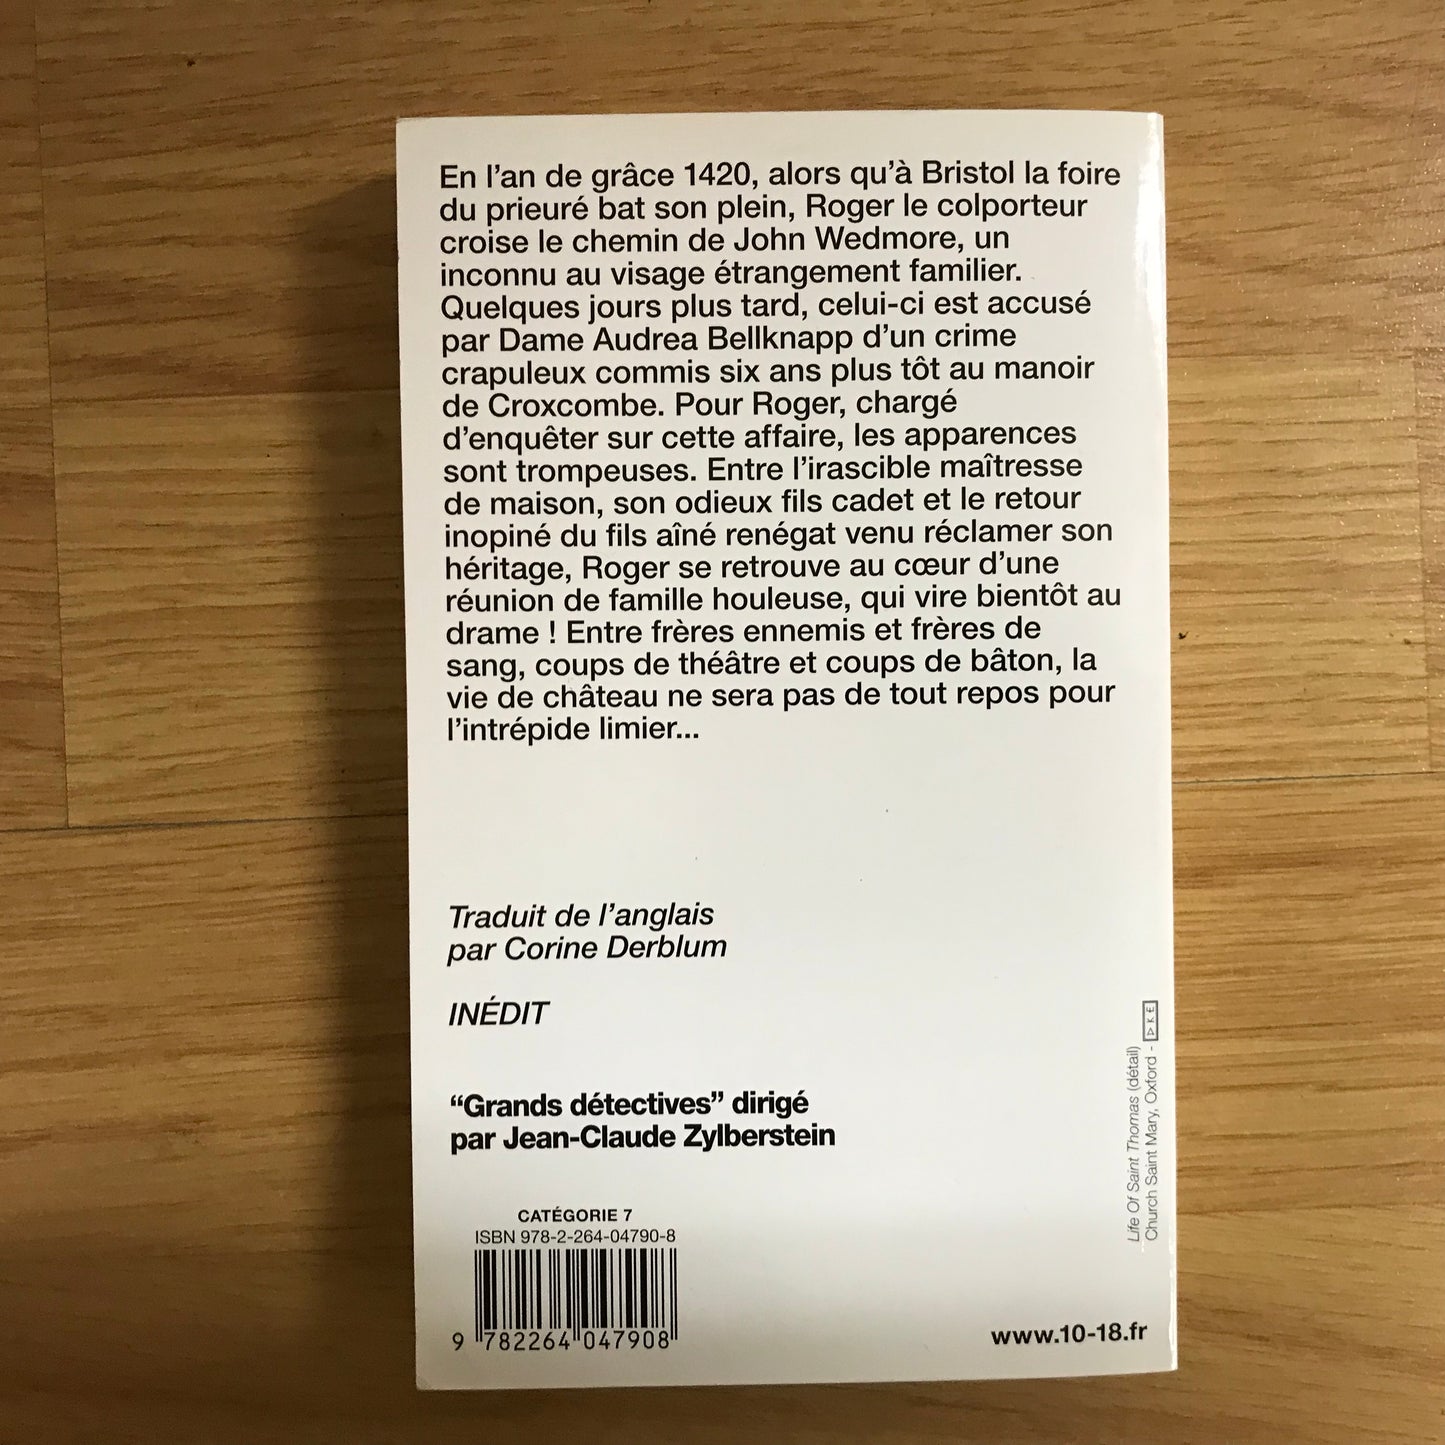 En l’an de grâce 1420, alors qu’à Bristol la foire
du prieuré bat son plein, Roger le colporteur
croise le chemin de John Wedmore, un
inconnu au visage étrangement familier.
Quelques jours plus tard, celui-ci est accusé
par Dame Audrea Bellknapp d’un crime
crapuleux commis six ans plus tôt au manoir
de Croxcombe. Pour Roger, chargé
d’enquêter sur cette affaire, les apparences
sont trompeuses. Entre l’irascible maîtresse
de maison, son odieux fils cadet et le retour
inopiné du fils aîné renégat venu réclamer son
héritage, Roger se retrouve au cœur d’une
réunion de famille houleuse, qui vire bientôt au
drame ! Entre frères ennemis et frères de
sang, coups de théâtre et coups de bâton, la
vie de château ne sera pas de tout repos pour
l’intrépide limier...
Traduit de l’anglais
par Corine Derblum
INÉDIT
“Grands détectives” dirigé
par Jean-Claude Zylberstein
CATÉGORIE 7
ISBN 978-2-264-04790-8
9 782264 047908
www.10-18.fr
Life Of Saint Thomas (détail)
Church Saint Mary, Oxford -